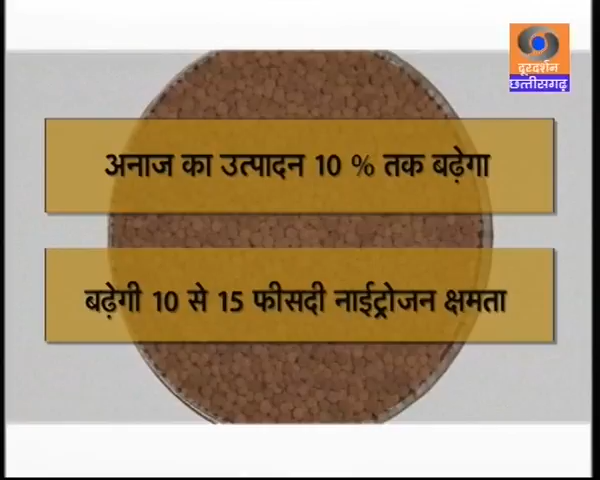 दूरदर्शन
छत्तीसगढ़
अनाज का उत्पादन 10 % तक बढ़ेगा
बढ़ेगी 10 से 15 फीसदी नाईट्रोजन क्षमता